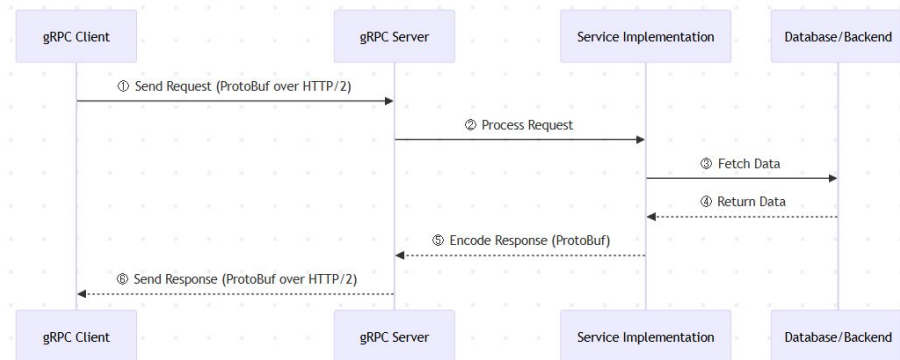 gRPC Client
gRPC Server
Service Implementation
Database/Backend
① Send Request (ProtoBuf over HTTP/2)
② Process Request
③ Fetch Data
④ Return Data
⑤ Encode Response (ProtoBuf)
⑥ Send Response (ProtoBuf over HTTP/2)
gRPC Client
gRPC Server
Service Implementation
Database/Backend